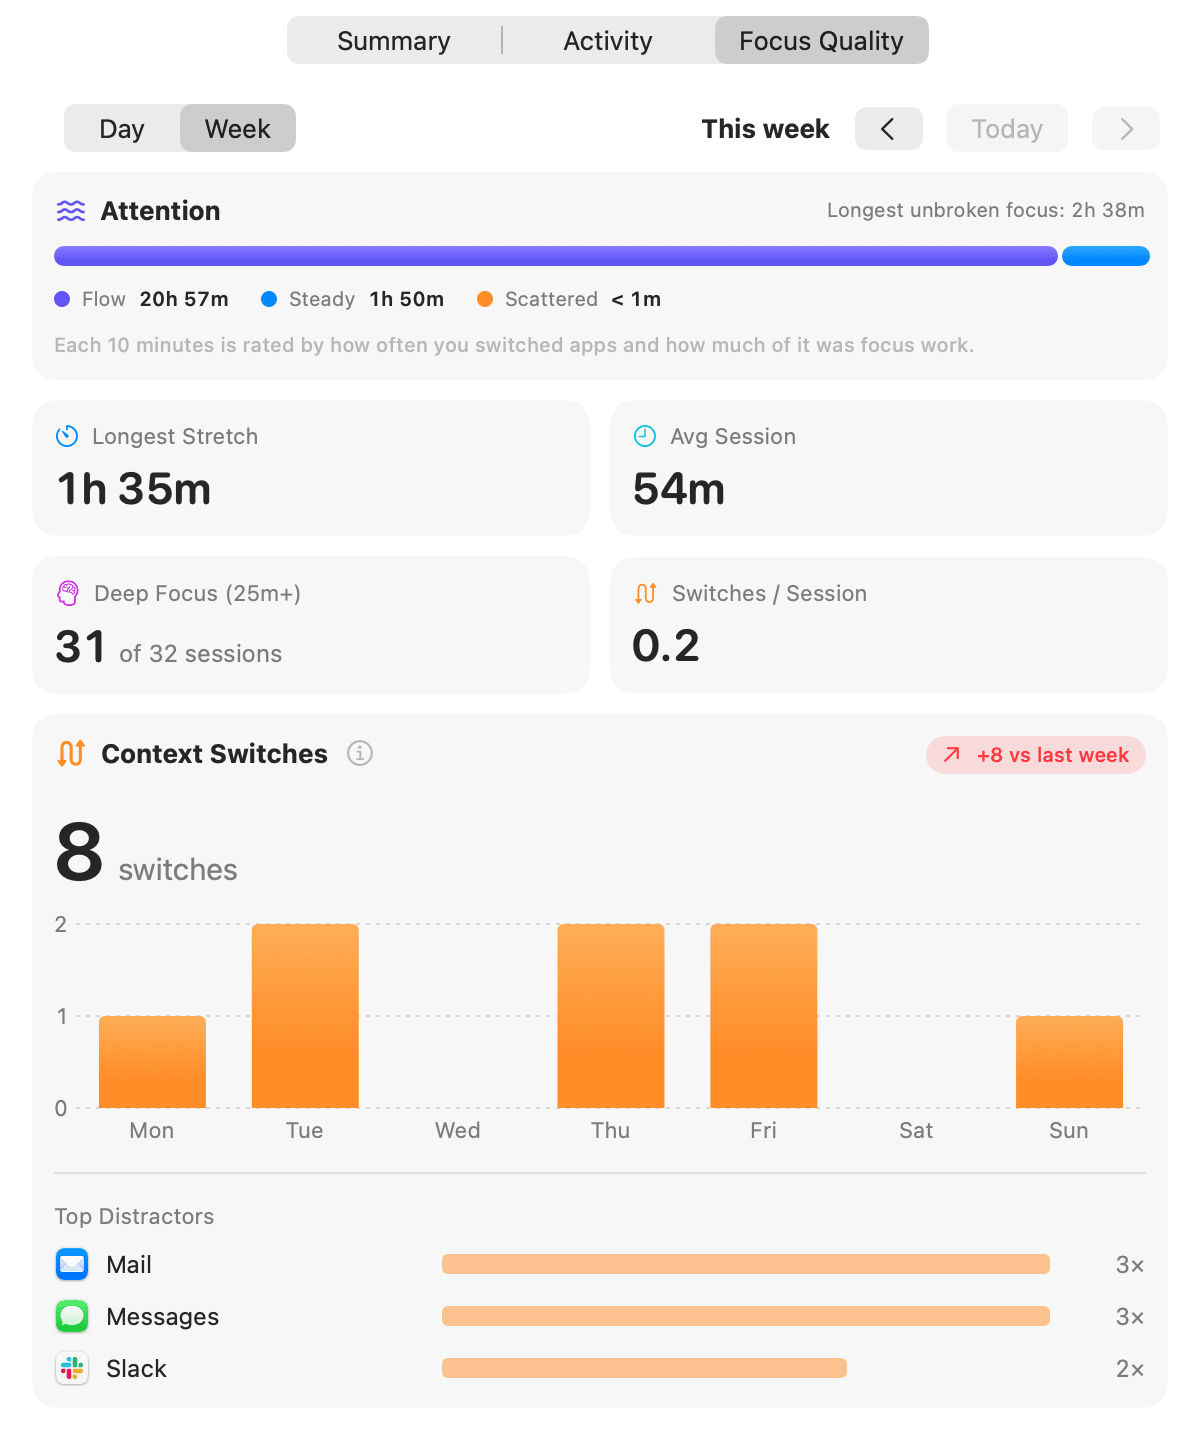 Summary Activity Focus Quality
Day Week This week Today
Attention Longest unbroken focus: 2h 38m
Flow 20h 57m Steady 1h 50m Scattered < 1m
Each 10 minutes is rated by how often you switched apps and how much of it was focus work.
Longest Stretch
1h 35m
Avg Session
54m
Deep Focus (25m+)
31 of 32 sessions
Switches / Session
0.2
Context Switches +8 vs last week
8 switches
2
1
0
Mon Tue Wed Thu Fri Sat Sun
Top Distractors
Mail 3×
Messages 3×
Slack 2×